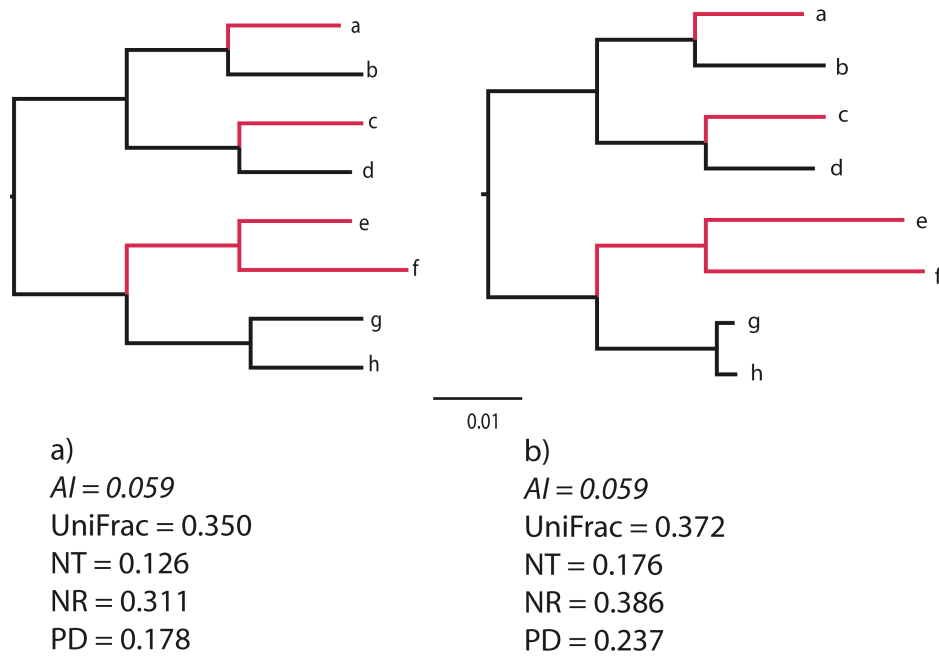 a
b
c
d
e
f
g
h
a
b
c
d
e
f
g
h
0.01
a)
AI = 0.059
UniFrac = 0.350
NT = 0.126
NR = 0.311
PD = 0.178
b)
AI = 0.059
UniFrac = 0.372
NT = 0.176
NR = 0.386
PD = 0.237